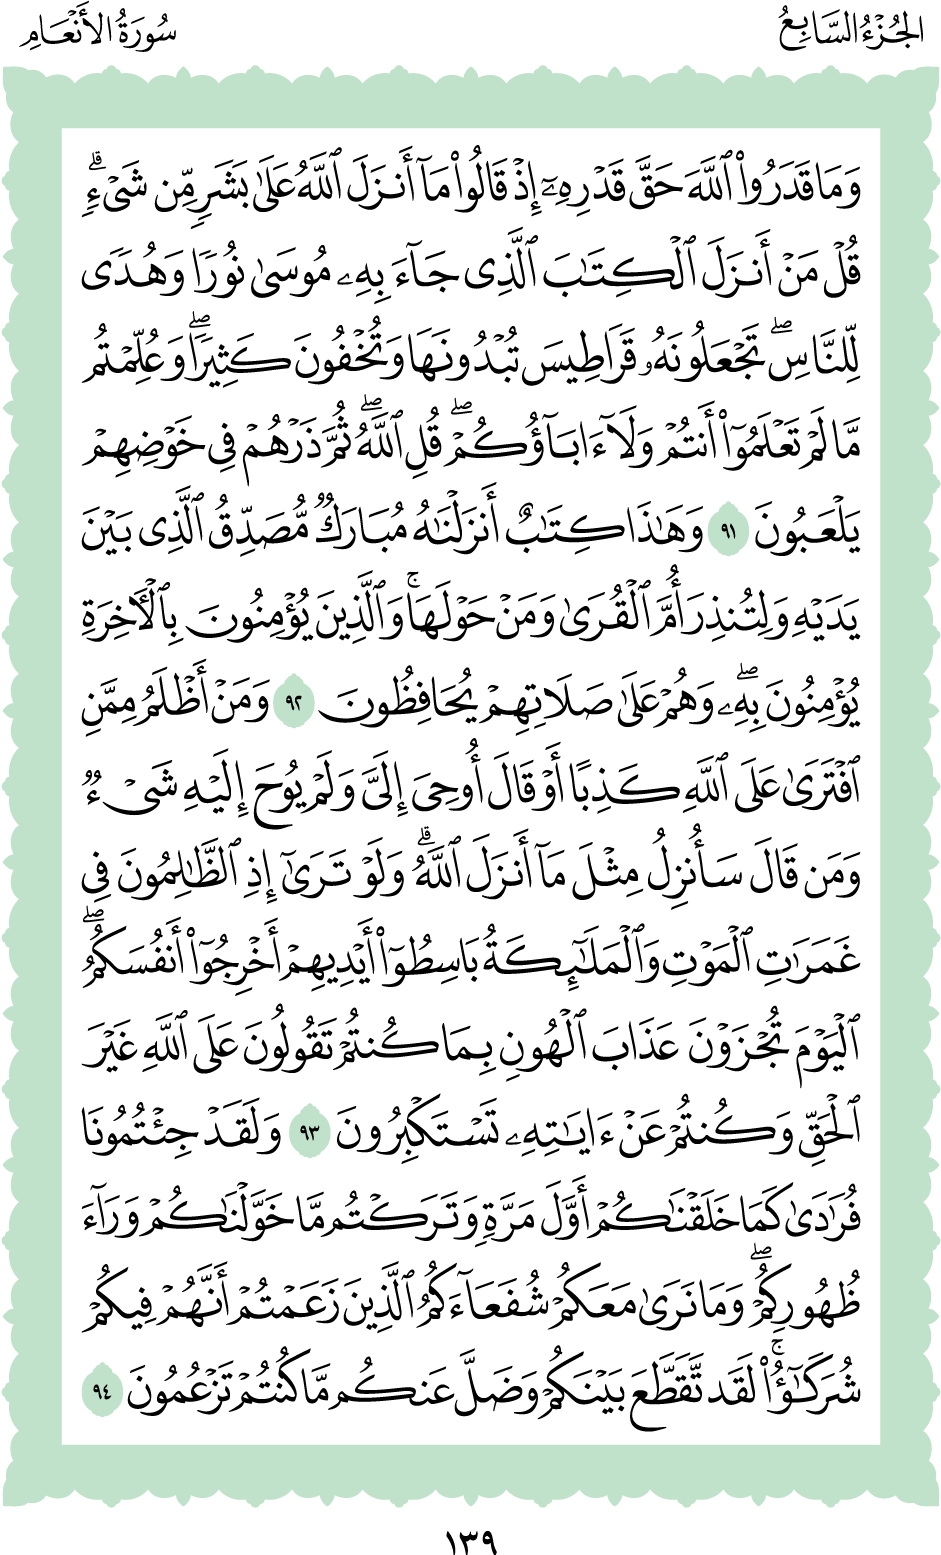 الجُزْءُ السَّابِعُ
سُورَةُ الأَنْعَامِ
وَمَا قَدَرُوا۟ ٱللَّهَ حَقَّ قَدْرِهِۦٓ إِذْ قَالُوا۟ مَآ أَنزَلَ ٱللَّهُ عَلَىٰ بَشَرٍ مِّن شَىْءٍ ۗ
قُلْ مَنْ أَنزَلَ ٱلْكِتَـٰبَ ٱلَّذِى جَآءَ بِهِۦ مُوسَىٰ نُورًا وَهُدًى
لِّلنَّاسِ ۖ تَجْعَلُونَهُۥ قَرَاطِيسَ تُبْدُونَهَا وَتُخْفُونَ كَثِيرًا ۖ وَعُلِّمْتُم
مَّا لَمْ تَعْلَمُوٓا۟ أَنتُمْ وَلَآ ءَابَآؤُكُمْ ۖ قُلِ ٱللَّهُ ۖ ثُمَّ ذَرْهُمْ فِى خَوْضِهِمْ
يَلْعَبُونَ ٩١ وَهَـٰذَا كِتَـٰبٌ أَنزَلْنَـٰهُ مُبَارَكٌ مُّصَدِّقُ ٱلَّذِى بَيْنَ
يَدَيْهِ وَلِتُنذِرَ أُمَّ ٱلْقُرَىٰ وَمَنْ حَوْلَهَا ۚ وَٱلَّذِينَ يُؤْمِنُونَ بِٱلْـَٔاخِرَةِ
يُؤْمِنُونَ بِهِۦ ۖ وَهُمْ عَلَىٰ صَلَاتِهِمْ يُحَافِظُونَ ٩٢ وَمَنْ أَظْلَمُ مِمَّنِ
ٱفْتَرَىٰ عَلَى ٱللَّهِ كَذِبًا أَوْ قَالَ أُوحِىَ إِلَىَّ وَلَمْ يُوحَ إِلَيْهِ شَىْءٌ
وَمَن قَالَ سَأُنزِلُ مِثْلَ مَآ أَنزَلَ ٱللَّهُ ۗ وَلَوْ تَرَىٰٓ إِذِ ٱلظَّـٰلِمُونَ فِى
غَمَرَٰتِ ٱلْمَوْتِ وَٱلْمَلَـٰٓئِكَةُ بَاسِطُوٓا۟ أَيْدِيهِمْ أَخْرِجُوٓا۟ أَنفُسَكُمُ ۖ
ٱلْيَوْمَ تُجْزَوْنَ عَذَابَ ٱلْهُونِ بِمَا كُنتُمْ تَقُولُونَ عَلَى ٱللَّهِ غَيْرَ
ٱلْحَقِّ وَكُنتُمْ عَنْ ءَايَـٰتِهِۦ تَسْتَكْبِرُونَ ٩٣ وَلَقَدْ جِئْتُمُونَا
فُرَٰدَىٰ كَمَا خَلَقْنَـٰكُمْ أَوَّلَ مَرَّةٍ وَتَرَكْتُم مَّا خَوَّلْنَـٰكُمْ وَرَآءَ
ظُهُورِكُمْ ۖ وَمَا نَرَىٰ مَعَكُمْ شُفَعَآءَكُمُ ٱلَّذِينَ زَعَمْتُمْ أَنَّهُمْ فِيكُمْ
شُرَكَـٰٓؤُا۟ ۚ لَقَد تَّقَطَّعَ بَيْنَكُمْ وَضَلَّ عَنكُم مَّا كُنتُمْ تَزْعُمُونَ ٩٤
١٣٩